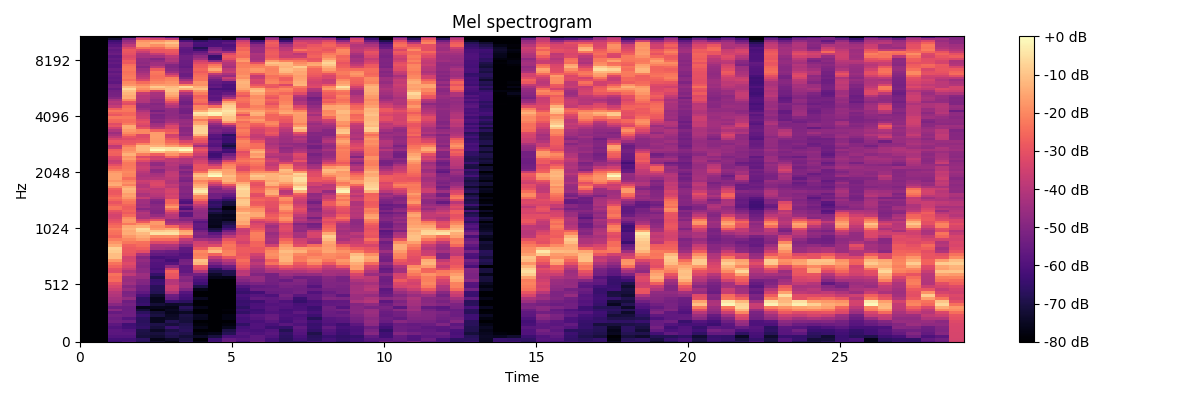 Mel spectrogram
8192
4096
2048
1024
512
0
Hz
0 5 10 15 20 25
Time
+0 dB
-10 dB
-20 dB
-30 dB
-40 dB
-50 dB
-60 dB
-70 dB
-80 dB